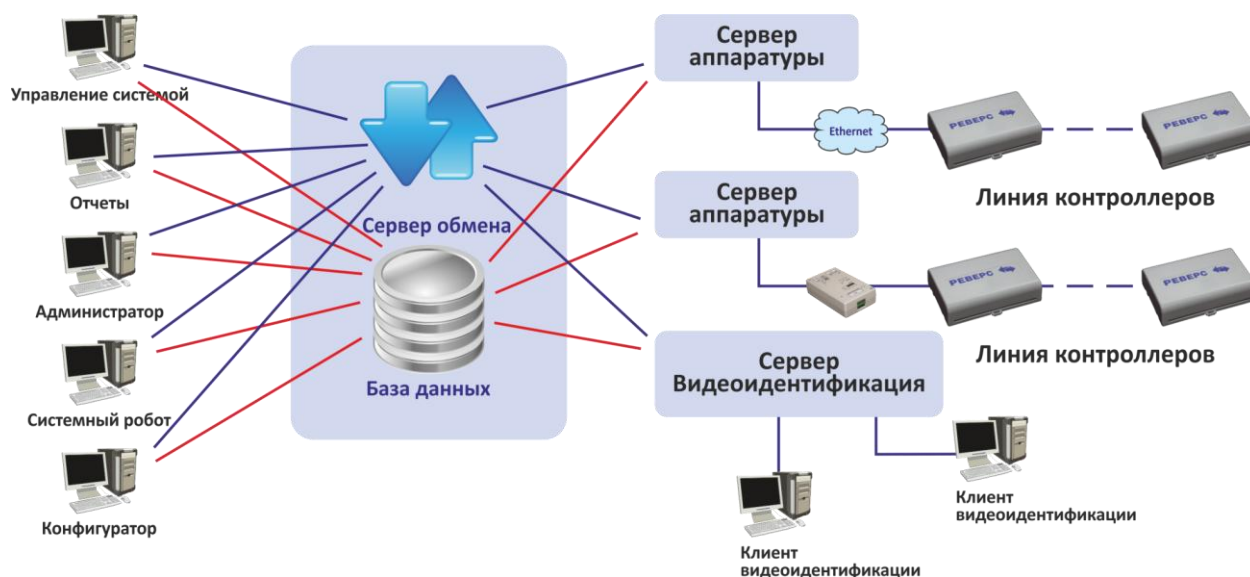 Управление системой
Отчеты
Администратор
Системный робот
Конфигуратор
Сервер обмена
База данных
Сервер
аппаратуры
Ethernet
РЕВЕРС
РЕВЕРС
Линия контроллеров
Сервер
аппаратуры
РЕВЕРС
РЕВЕРС
Линия контроллеров
Сервер
Видеоидентификация
Клиент
видеоидентификации
Клиент
видеоидентификации